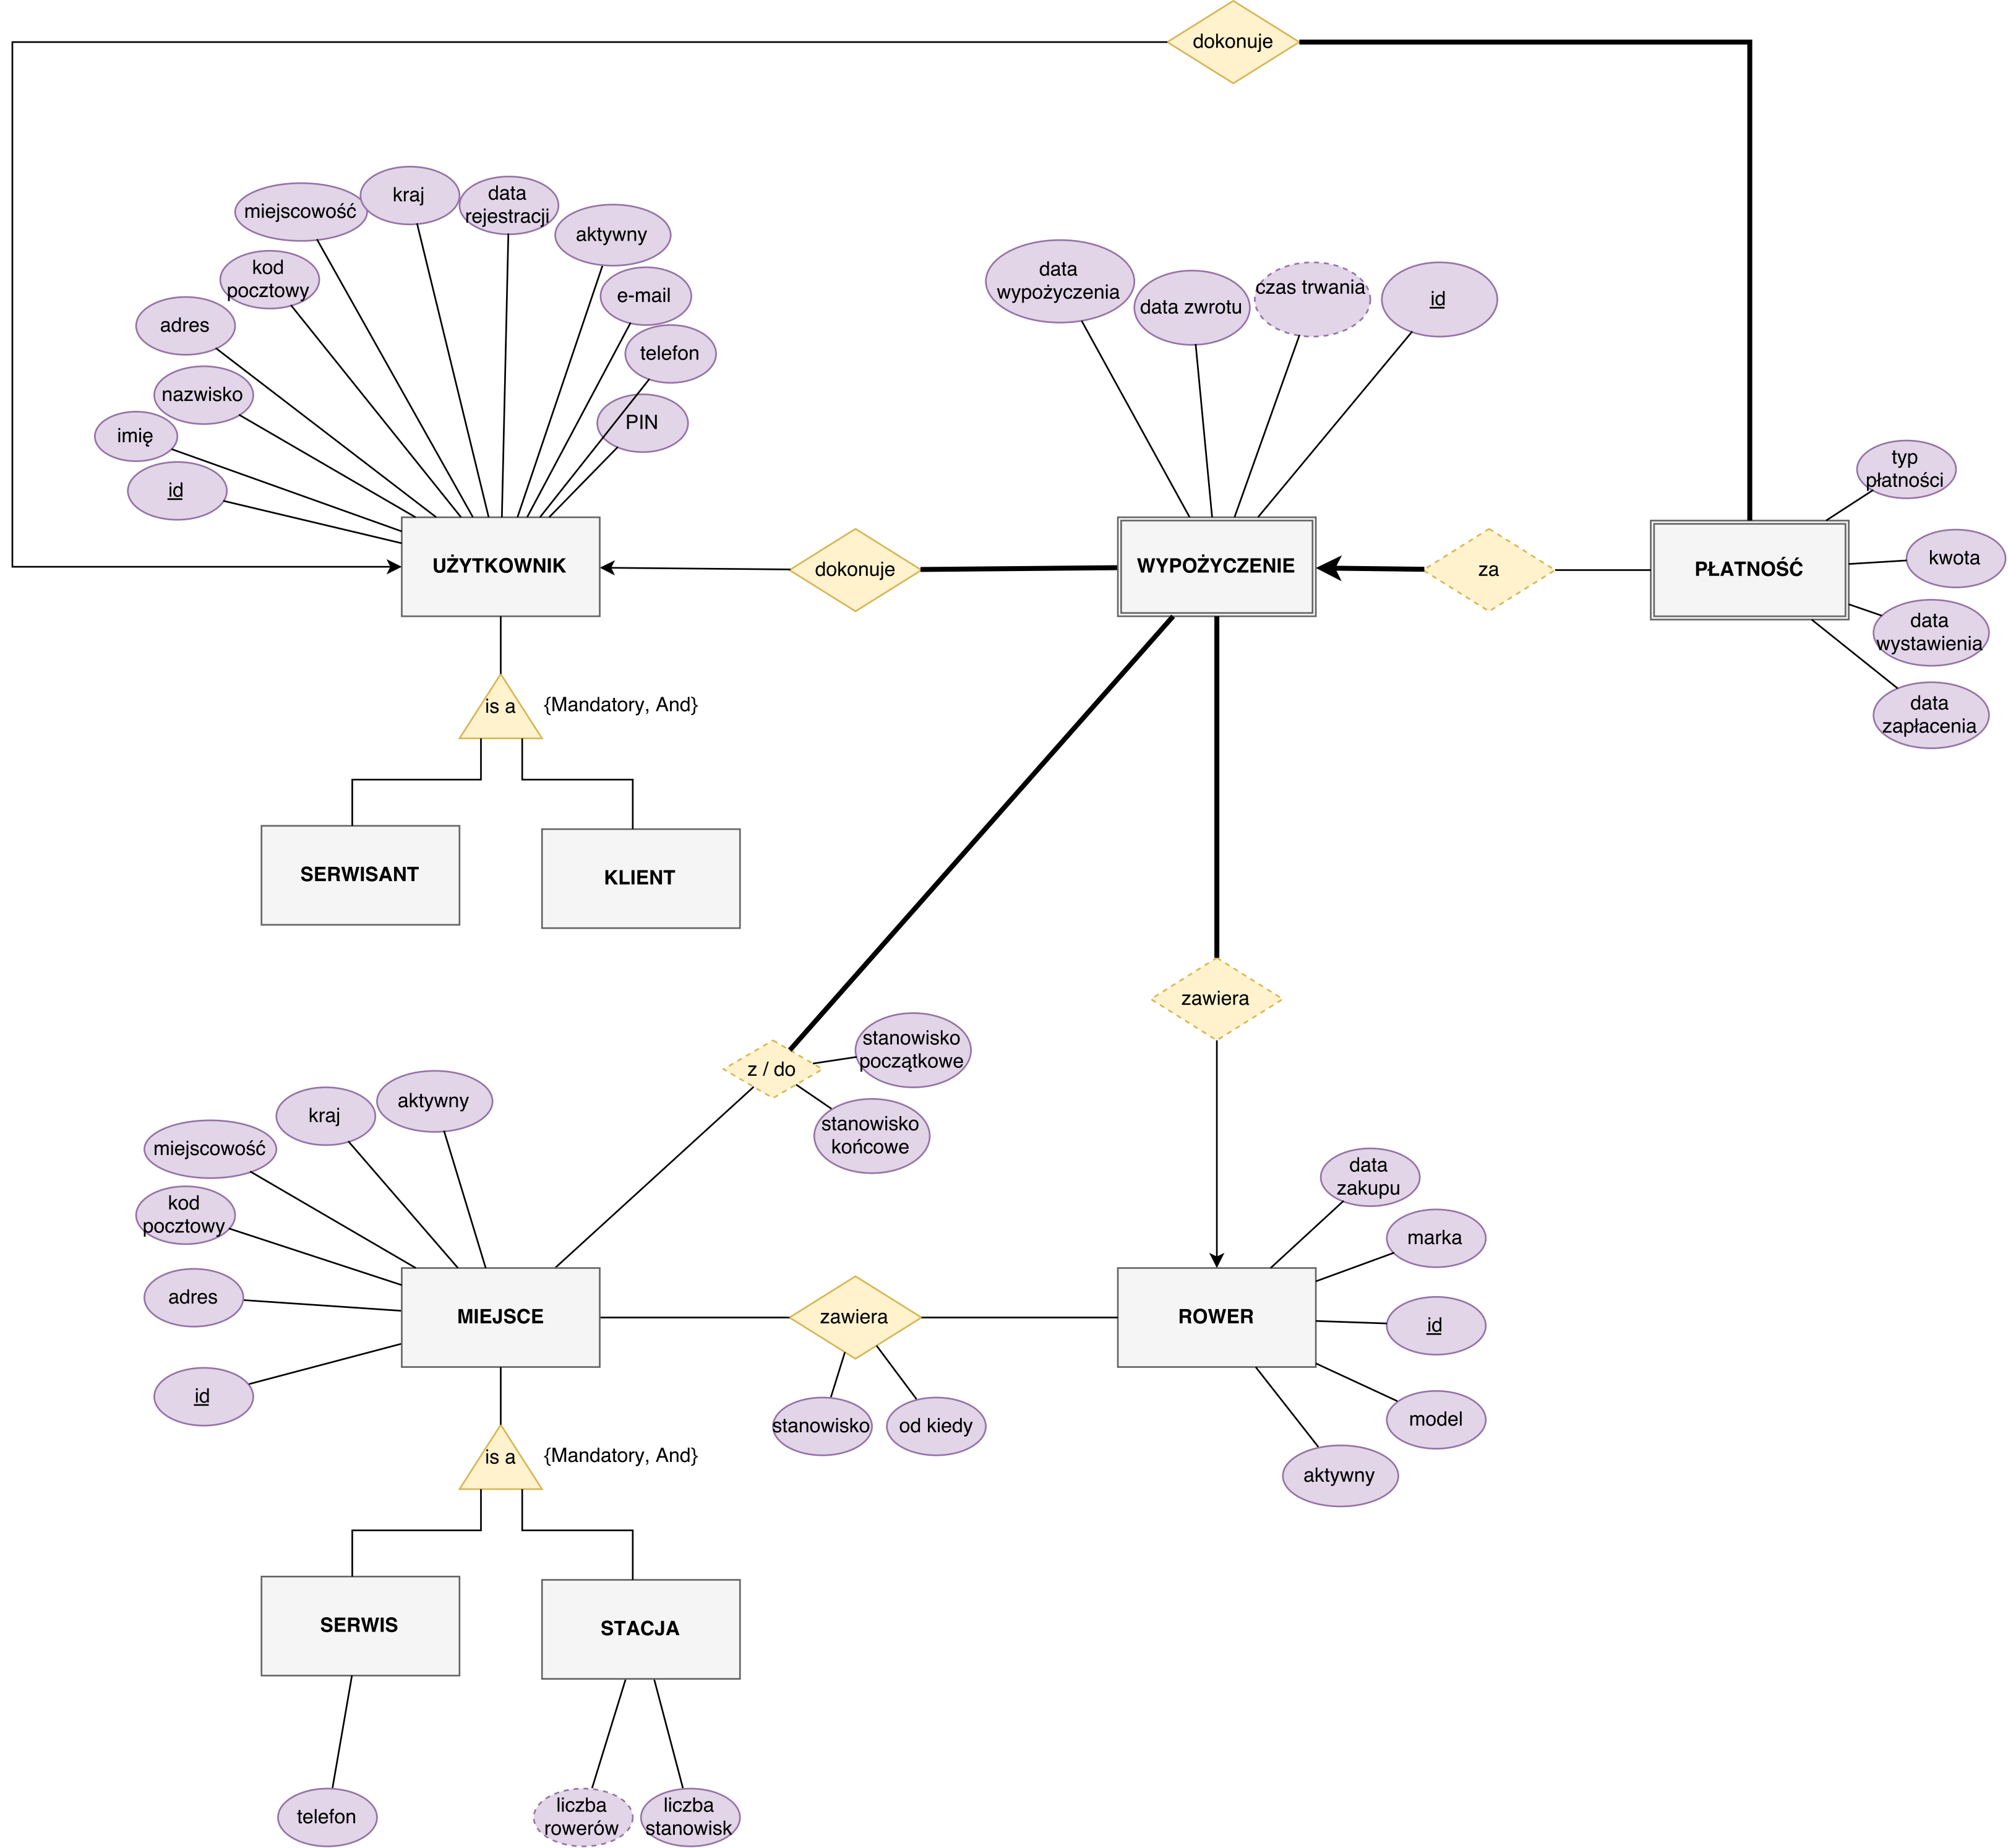 dokonuje
miejscowość
kraj
data
rejestracji
aktywny
kod
pocztowy
e-mail
adres
telefon
nazwisko
PIN
imię
id
data
wypożyczenia
data zwrotu
czas trwania
id
typ
płatności
UŻYTKOWNIK
dokonuje
WYPOŻYCZENIE
za
PŁATNOŚĆ
kwota
data
wystawienia
data
zapłacenia
is a
{Mandatory, And}
SERWISANT
KLIENT
zawiera
z / do
stanowisko
początkowe
stanowisko
końcowe
aktywny
kraj
miejscowość
kod
pocztowy
adres
id
MIEJSCE
zawiera
stanowisko
od kiedy
ROWER
data
zakupu
marka
id
model
aktywny
is a
{Mandatory, And}
SERWIS
STACJA
telefon
liczba
rowerów
liczba
stanowisk